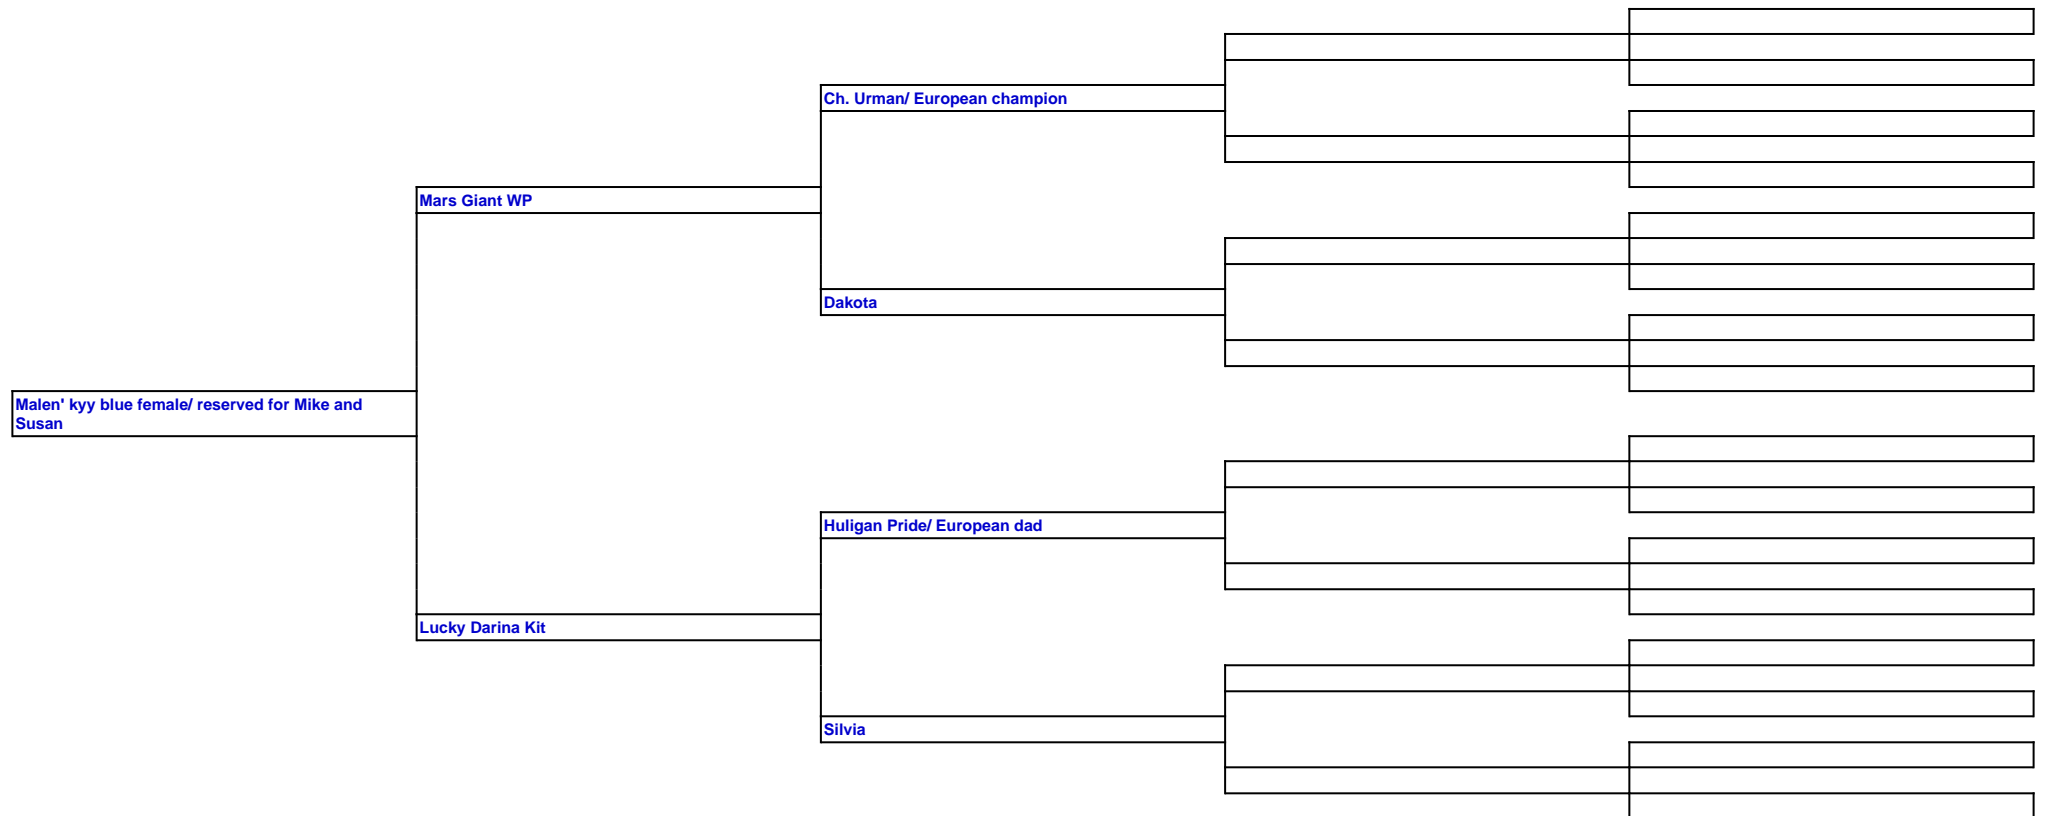 Ch. Urman/ European champion
Mars Giant WP
Dakota
Malen' kyy blue female/ reserved for Mike and
Susan
Huligan Pride/ European dad
Lucky Darina Kit
Silvia